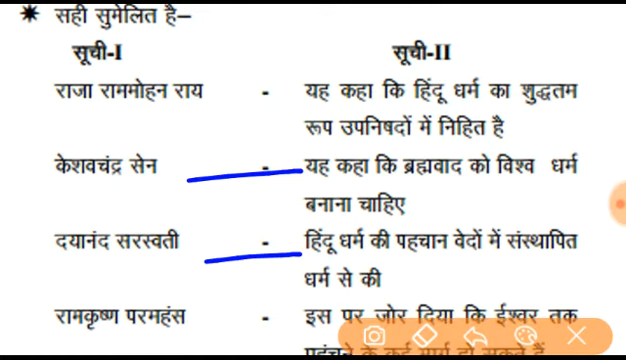 * सही सुमेलित है–
सूची-I सूची-II
राजा राममोहन राय - यह कहा कि हिंदू धर्म का शुद्धतम
रूप उपनिषदों में निहित है
केशवचंद्र सेन - यह कहा कि ब्रह्मवाद को विश्व धर्म
बनाना चाहिए
दयानंद सरस्वती - हिंदू धर्म की पहचान वेदों में संस्थापित
धर्म से की
रामकृष्ण परमहंस - इस पर जोर दिया कि ईश्वर तक